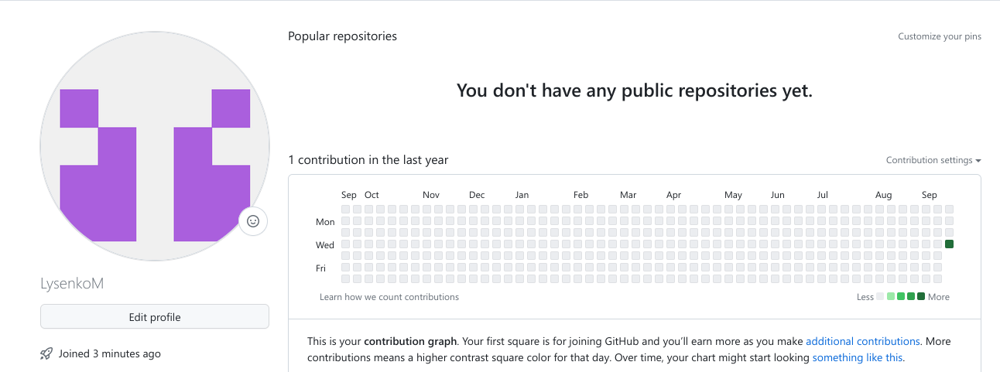 Popular repositories
Customize your pins
You don't have any public repositories yet.
1 contribution in the last year
Contribution settings
Sep Oct Nov Dec Jan Feb Mar Apr May Jun Jul Aug Sep
Mon
Wed
Fri
Learn how we count contributions
Less More
This is your contribution graph. Your first square is for joining GitHub and you’ll earn more as you make additional contributions. More
contributions means a higher contrast square color for that day. Over time, your chart might start looking something like this.
LysenkoM
Edit profile
Joined 3 minutes ago